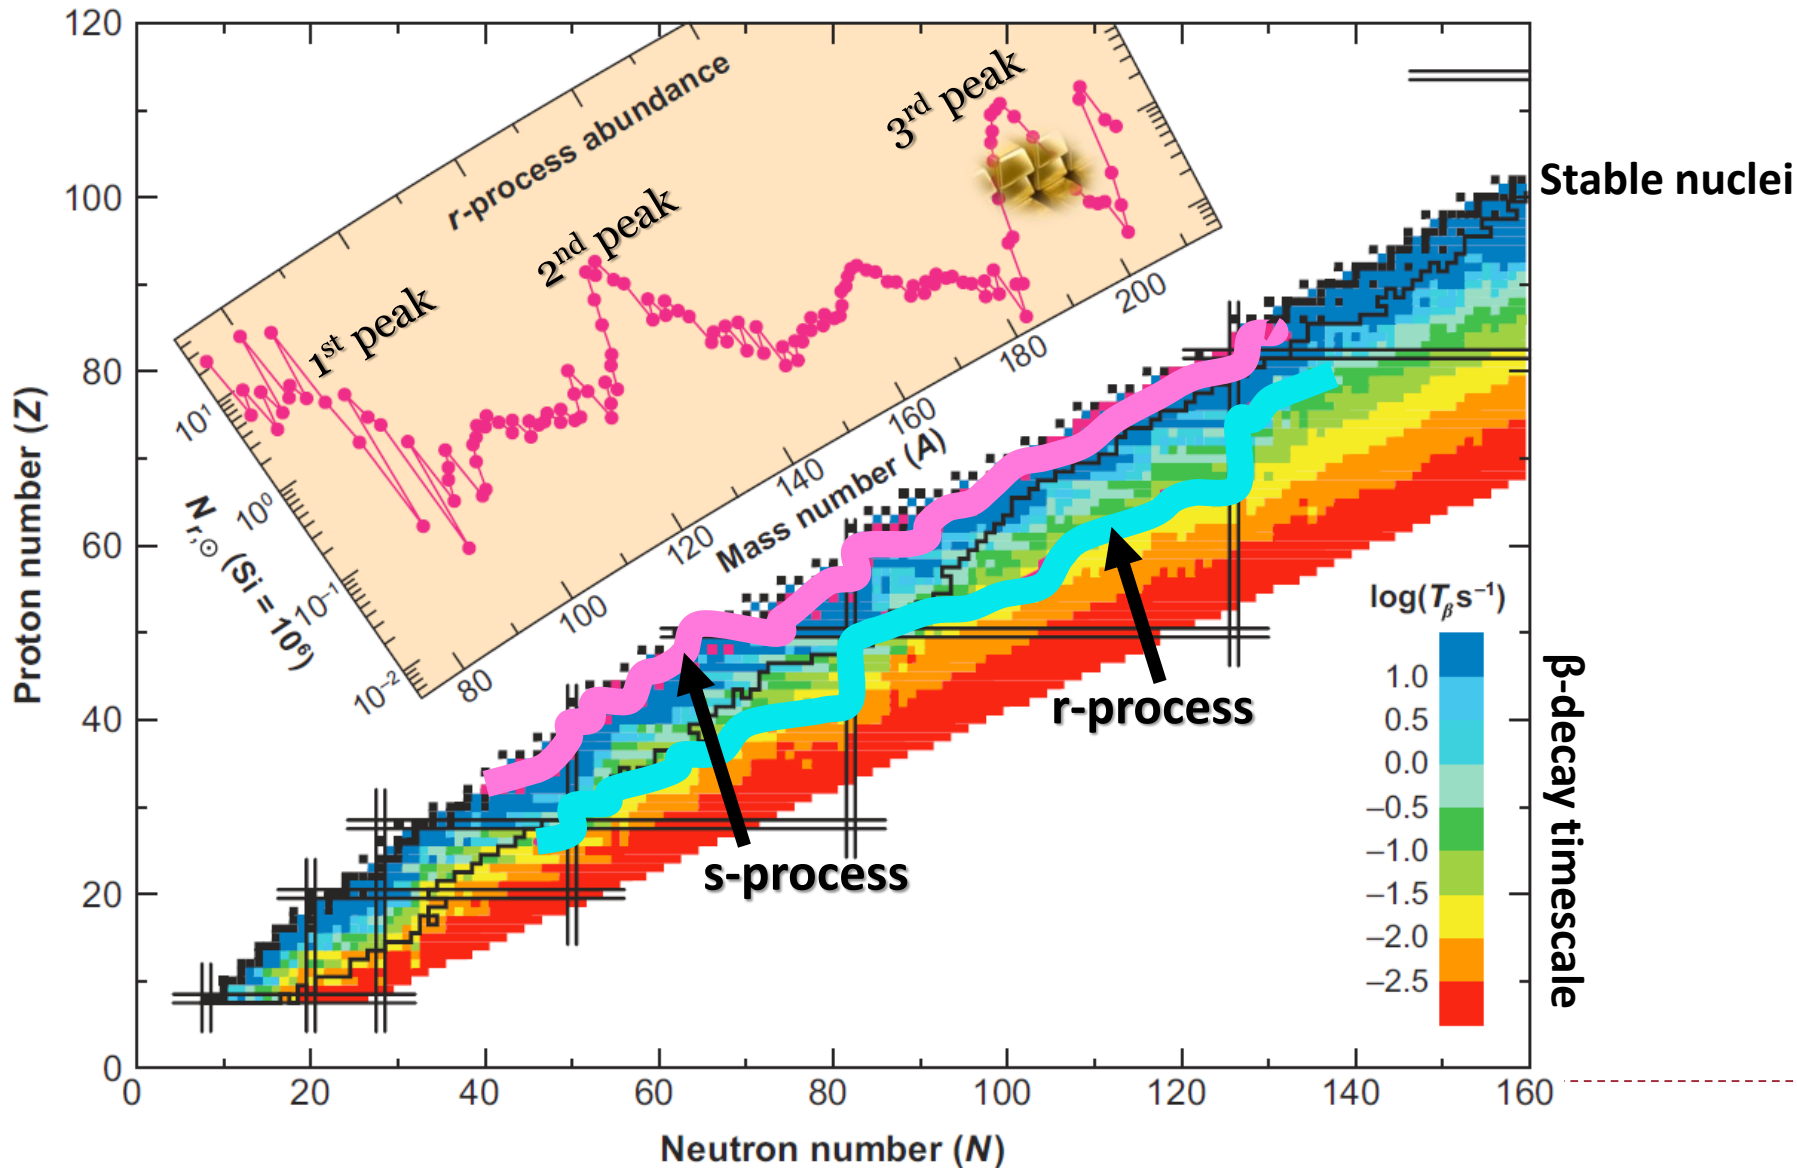 120
100
80
60
40
20
0
Proton number (Z)
0
20
40
60
80
100
120
140
160
Neutron number (N)
r-process abundance
1st peak
2nd peak
3rd peak
10¹
10⁰
10⁻¹
10⁻²
N r,⊙ (Si = 10⁶)
80
100
120
140
160
180
200
Mass number (A)
Stable nuclei
r-process
s-process
log(Tβ s⁻¹)
1.0
0.5
0.0
–0.5
–1.0
–1.5
–2.0
–2.5
β-decay timescale